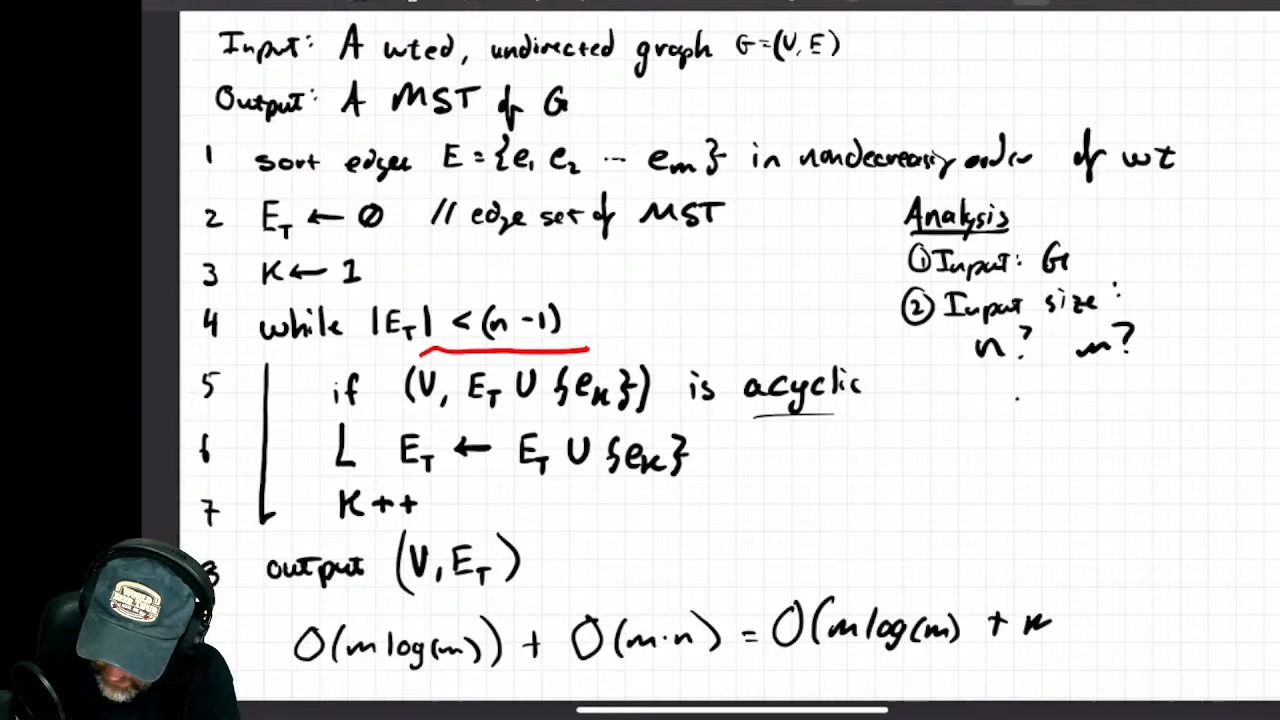 Input: A wted, undirected graph G=(V, E)
Output: A MST of G
1 sort edges E = {e1 e2 ... em} in nondecreasing order of wt
2 ET ← ∅ // edge set of MST
3 K ← 1
4 while |ET| < (n - 1)
5 if (V, ET ∪ {ek}) is acyclic
6 ET ← ET ∪ {ek}
7 K++
8 output (V, ET)
O(m log(m)) + O(m·n) = O(m log(m) + m
Analysis
① Input: G
② Input size:
n? m?